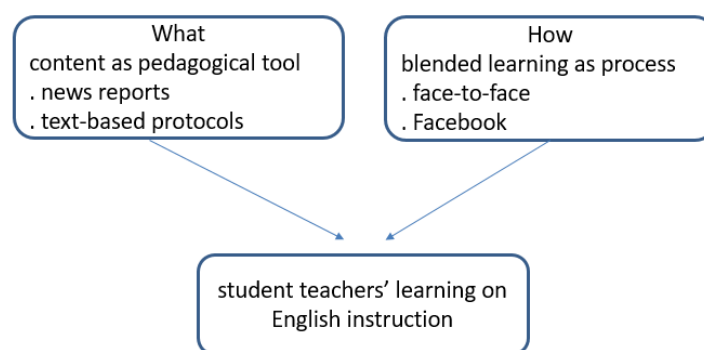 What
content as pedagogical tool
. news reports
. text-based protocols
How
blended learning as process
. face-to-face
. Facebook
student teachers’ learning on
English instruction